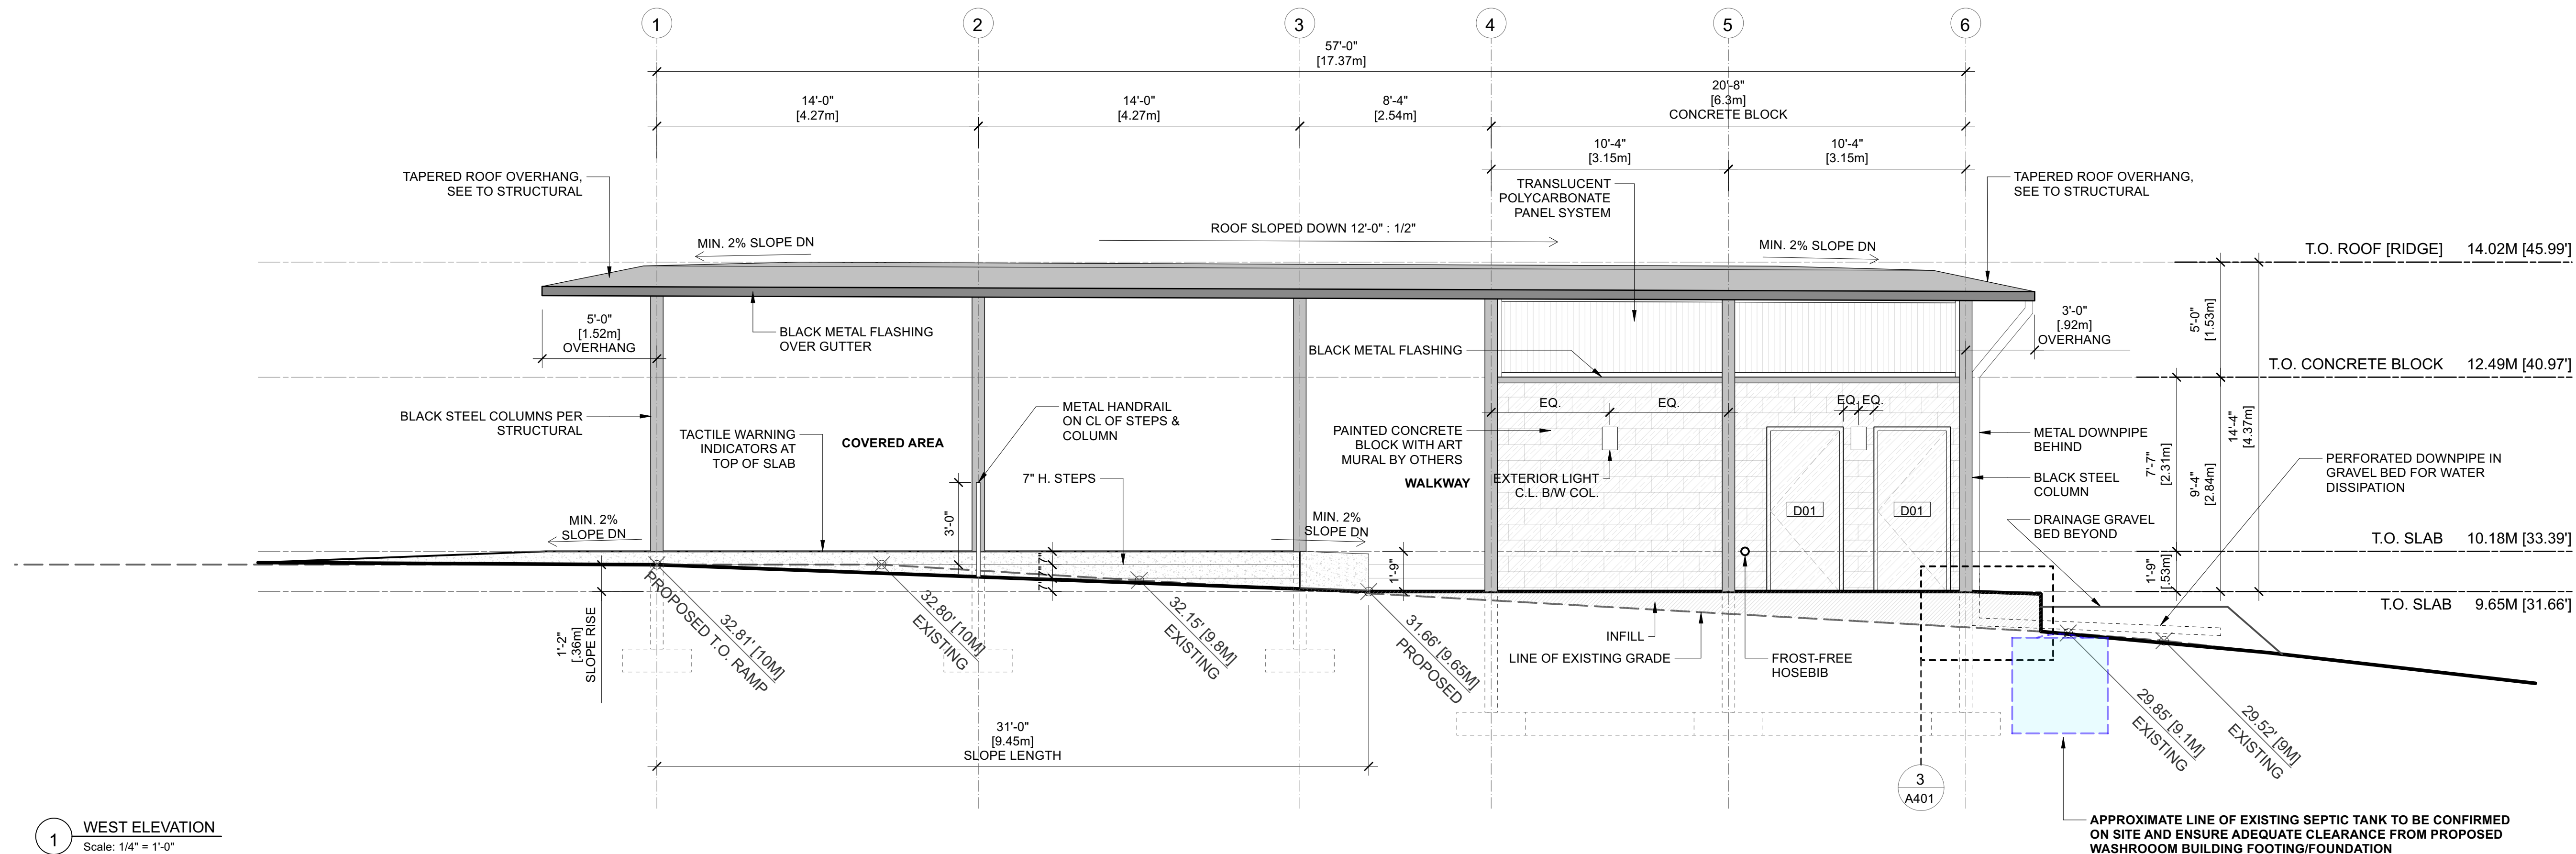 1
2
3
4
5
6
57'-0"
[17.37m]
14'-0"
[4.27m]
14'-0"
[4.27m]
8'-4"
[2.54m]
20'-8"
[6.3m]
CONCRETE BLOCK
10'-4"
[3.15m]
10'-4"
[3.15m]
TAPERED ROOF OVERHANG,
SEE TO STRUCTURAL
TRANSLUCENT
POLYCARBONATE
PANEL SYSTEM
TAPERED ROOF OVERHANG,
SEE TO STRUCTURAL
MIN. 2% SLOPE DN
ROOF SLOPED DOWN 12'-0" : 1/2"
MIN. 2% SLOPE DN
T.O. ROOF [RIDGE] 14.02M [45.99']
5'-0"
[1.52m]
OVERHANG
BLACK METAL FLASHING
OVER GUTTER
BLACK METAL FLASHING
3'-0"
[.92m]
OVERHANG
5'-0"
[1.53m]
T.O. CONCRETE BLOCK 12.49M [40.97']
BLACK STEEL COLUMNS PER
STRUCTURAL
TACTILE WARNING
INDICATORS AT
TOP OF SLAB
COVERED AREA
METAL HANDRAIL
ON CL OF STEPS &
COLUMN
7" H. STEPS
EQ.
EQ.
EQ.
EQ.
PAINTED CONCRETE
BLOCK WITH ART
MURAL BY OTHERS
WALKWAY
EXTERIOR LIGHT
C.L. B/W COL.
D01
D01
METAL DOWNPIPE
BEHIND
BLACK STEEL
COLUMN
DRAINAGE GRAVEL
BED BEYOND
PERFORATED DOWNPIPE IN
GRAVEL BED FOR WATER
DISSIPATION
7'-7"
[2.31m]
9'-4"
[2.84m]
14'-4"
[4.37m]
MIN. 2%
SLOPE DN
3'-0"
MIN. 2%
SLOPE DN
7"
7"
7"
1'-9"
1'-9"
[.53m]
T.O. SLAB 10.18M [33.39']
T.O. SLAB 9.65M [31.66']
1'-2"
[.36m]
SLOPE RISE
32.81' [10M]
PROPOSED T.O. RAMP
32.80' [10M]
EXISTING
32.15' [9.8M]
EXISTING
31.66' [9.65M]
PROPOSED
INFILL
LINE OF EXISTING GRADE
FROST-FREE
HOSEBIB
29.85' [9.1M]
EXISTING
29.52' [9M]
EXISTING
31'-0"
[9.45m]
SLOPE LENGTH
3
A401
APPROXIMATE LINE OF EXISTING SEPTIC TANK TO BE CONFIRMED
ON SITE AND ENSURE ADEQUATE CLEARANCE FROM PROPOSED
WASHROOOM BUILDING FOOTING/FOUNDATION
1
WEST ELEVATION
Scale: 1/4" = 1'-0"